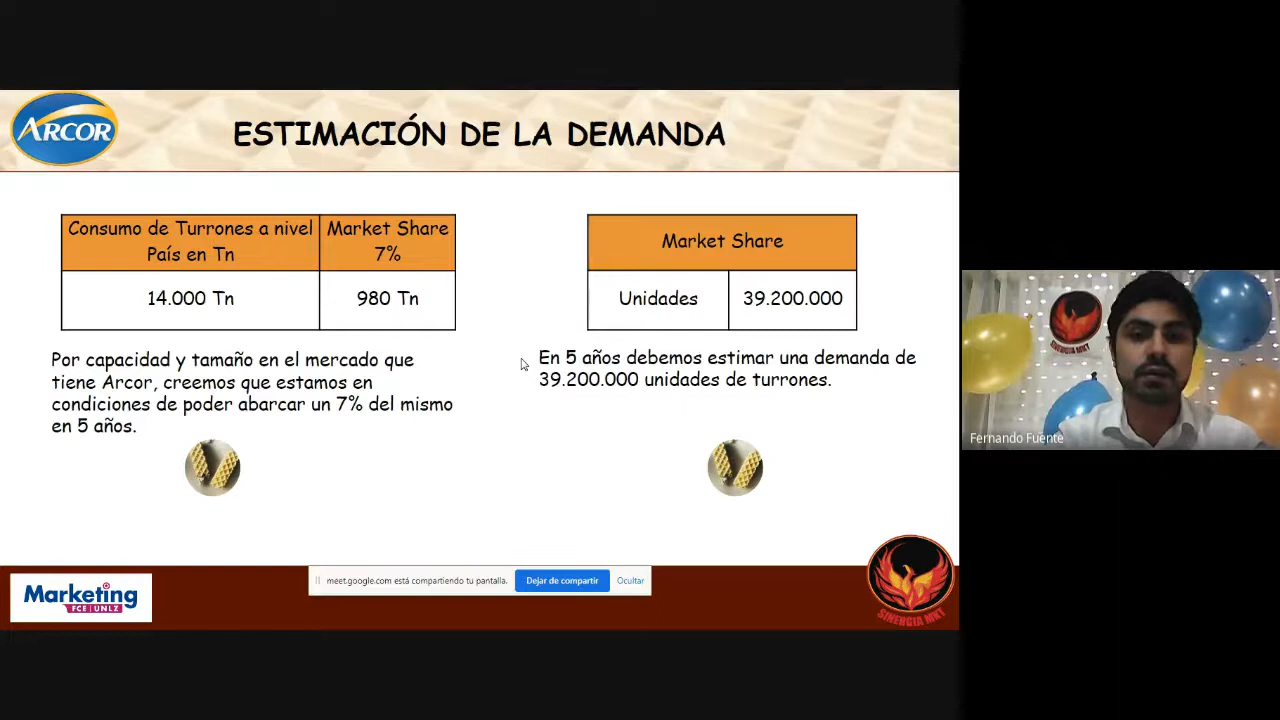 ARCOR
ESTIMACIÓN DE LA DEMANDA
Consumo de Turrones a nivel
País en Tn
Market Share
7%
14.000 Tn
980 Tn
Por capacidad y tamaño en el mercado que
tiene Arcor, creemos que estamos en
condiciones de poder abarcar un 7% del mismo
en 5 años.
Market Share
Unidades
39.200.000
En 5 años debemos estimar una demanda de
39.200.000 unidades de turrones.
SINERGIA MKT
Fernando Fuente
Marketing
FCE | UNLZ
meet.google.com está compartiendo tu pantalla.
Dejar de compartir
Ocultar
SINERGIA MKT